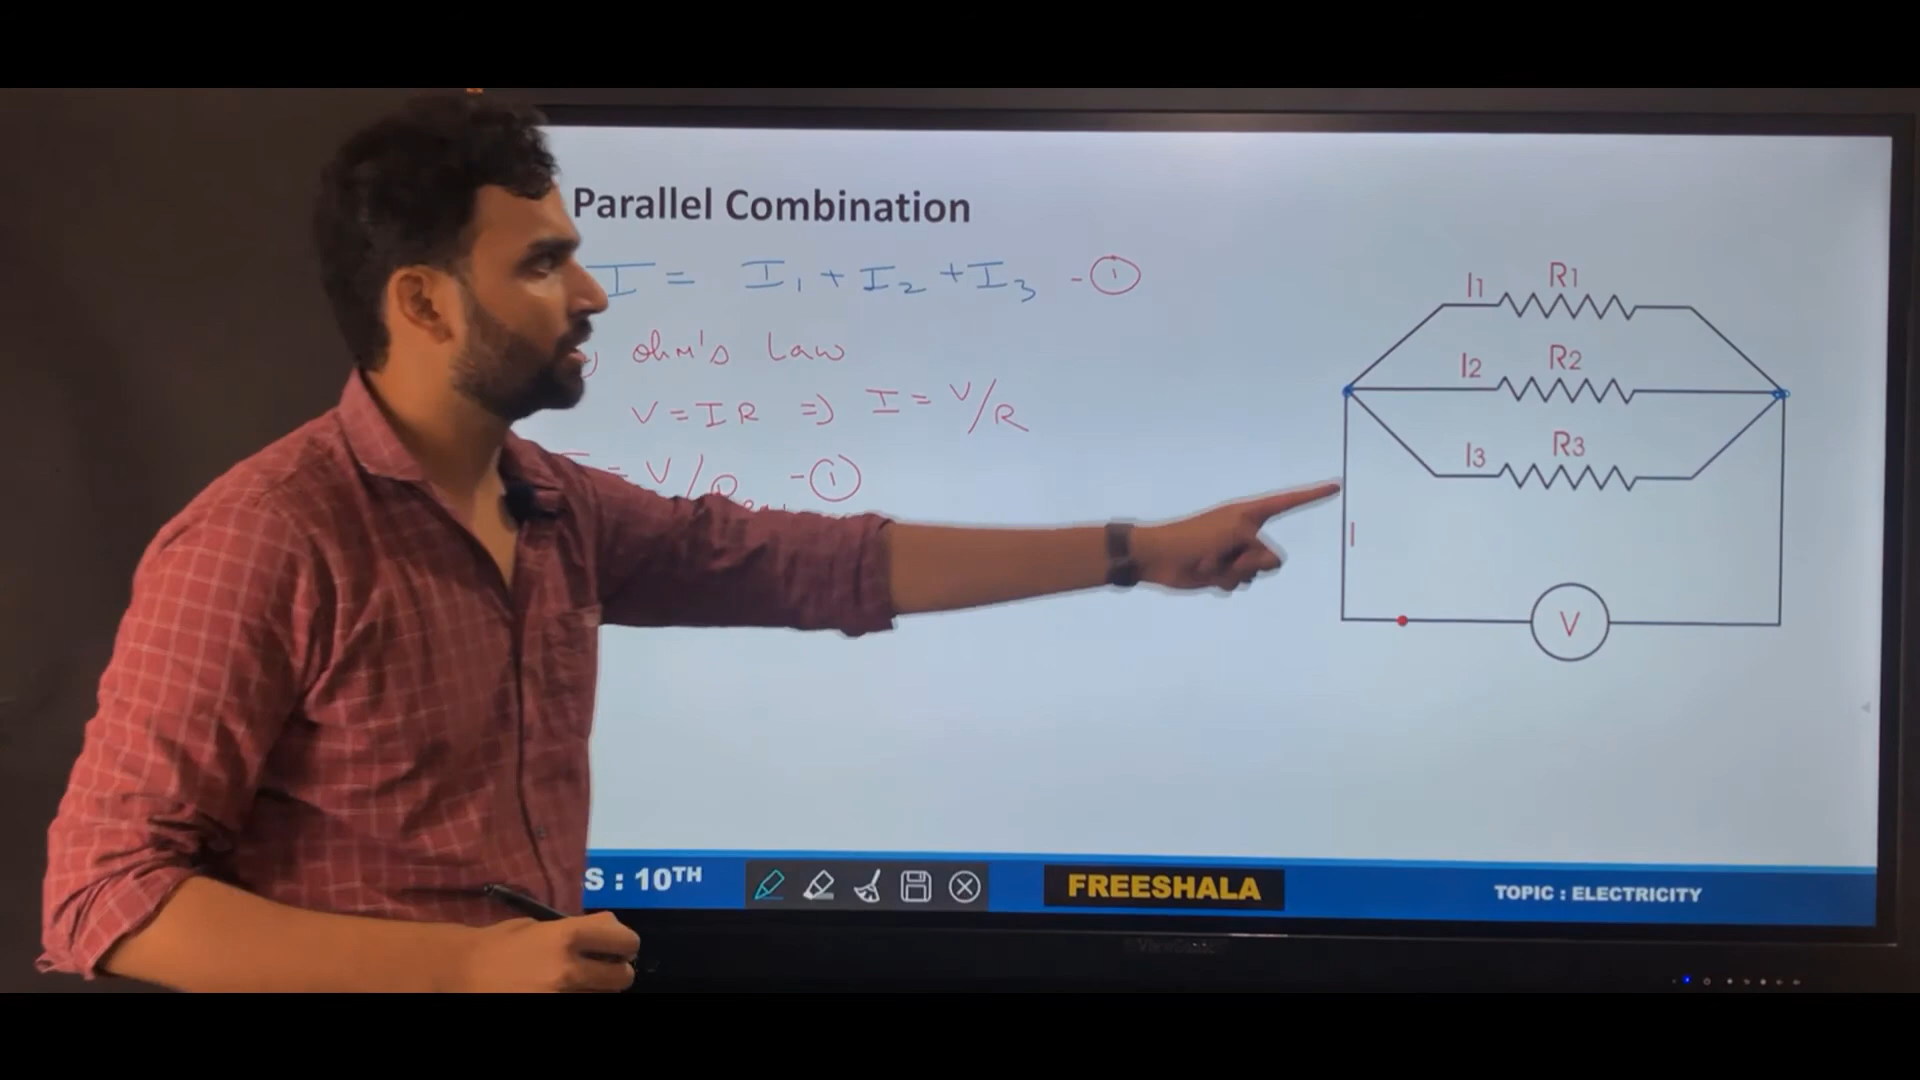 Parallel Combination
I = I1 + I2 + I3 - ①
ohm's Law
V = IR => I = V/R
= V/R - ①
I1 R1
I2 R2
I3 R3
I
V
S : 10TH
FREESHALA
TOPIC : ELECTRICITY